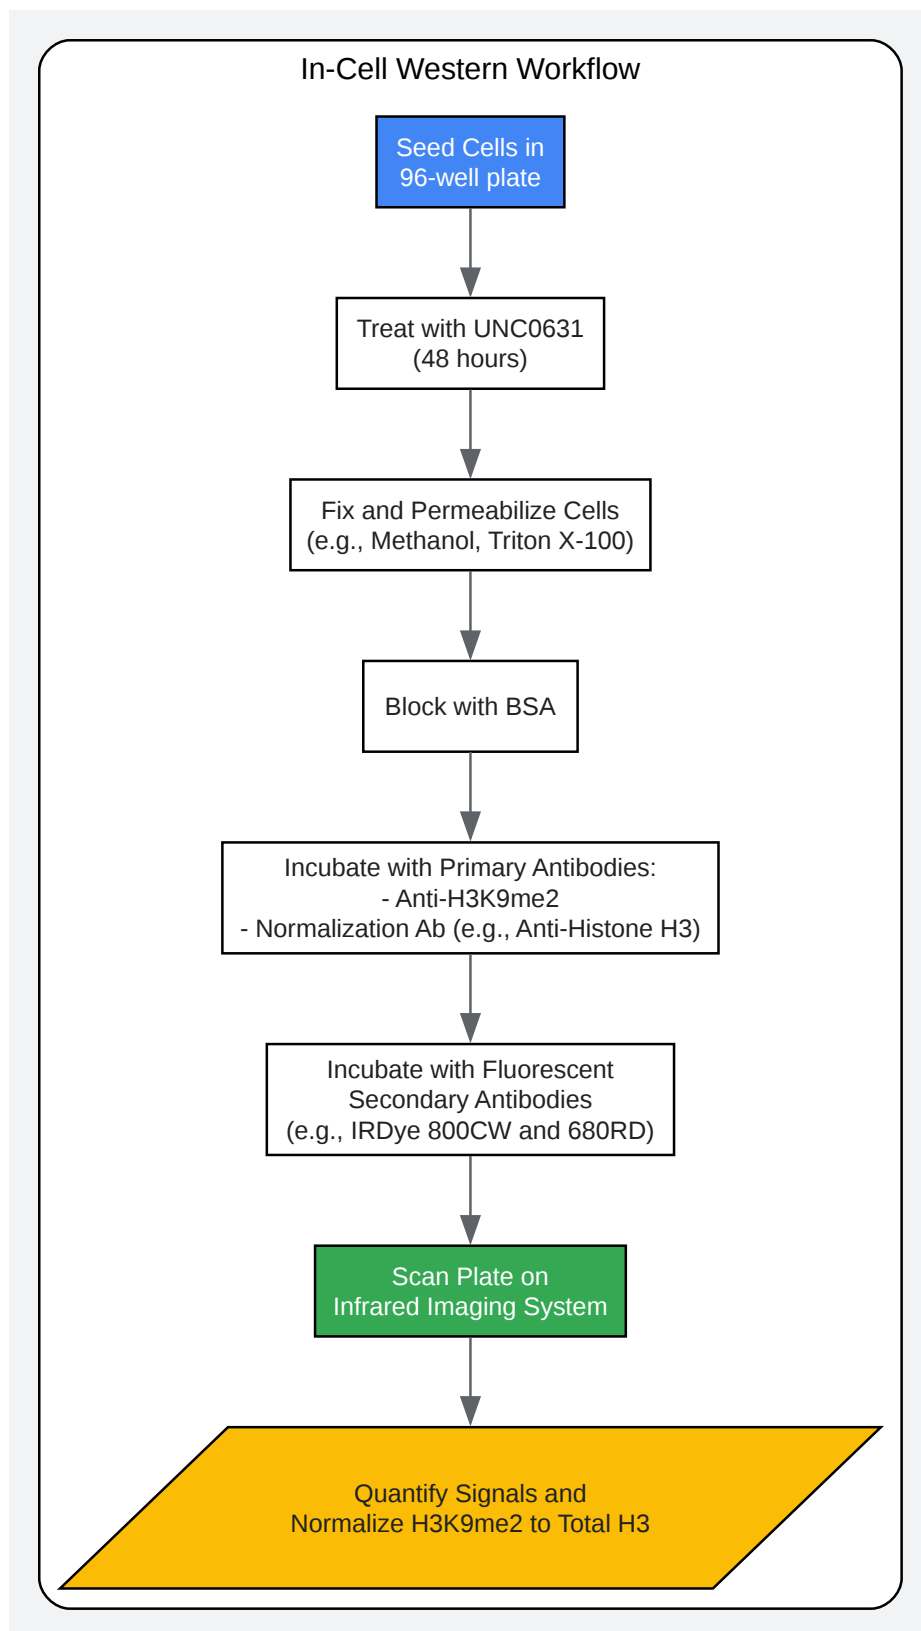 In-Cell Western Workflow
Seed Cells in
96-well plate
Treat with UNC0631
(48 hours)
Fix and Permeabilize Cells
(e.g., Methanol, Triton X-100)
Block with BSA
Incubate with Primary Antibodies:
- Anti-H3K9me2
- Normalization Ab (e.g., Anti-Histone H3)
Incubate with Fluorescent
Secondary Antibodies
(e.g., IRDye 800CW and 680RD)
Scan Plate on
Infrared Imaging System
Quantify Signals and
Normalize H3K9me2 to Total H3